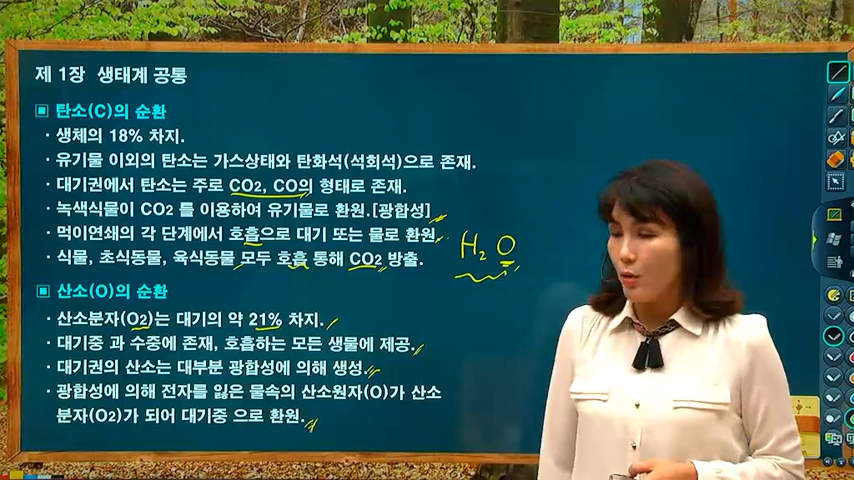 제 1장 생태계 공통
▣ 탄소(C)의 순환
· 생체의 18% 차지.
· 유기물 이외의 탄소는 가스상태와 탄화석(석회석)으로 존재.
· 대기권에서 탄소는 주로 CO2, CO의 형태로 존재.
· 녹색식물이 CO2 를 이용하여 유기물로 환원.[광합성]
· 먹이연쇄의 각 단계에서 호흡으로 대기 또는 물로 환원.
· 식물, 초식동물, 육식동물 모두 호흡 통해 CO2 방출.
H2O
▣ 산소(O)의 순환
· 산소분자(O2)는 대기의 약 21% 차지.
· 대기중 과 수중에 존재, 호흡하는 모든 생물에 제공.
· 대기권의 산소는 대부분 광합성에 의해 생성.
· 광합성에 의해 전자를 잃은 물속의 산소원자(O)가 산소
분자(O2)가 되어 대기중 으로 환원.